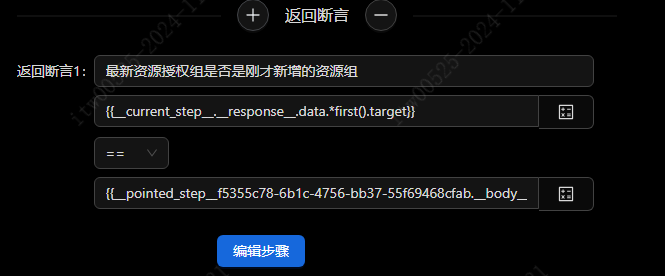 返回断言
返回断言1：
最新资源授权组是否是刚才新增的资源组
{{__current_step__.__response__.data.*first().target}}
==
{{__pointed_step__f5355c78-6b1c-4756-bb37-55f69468cfab.__body__
编辑步骤